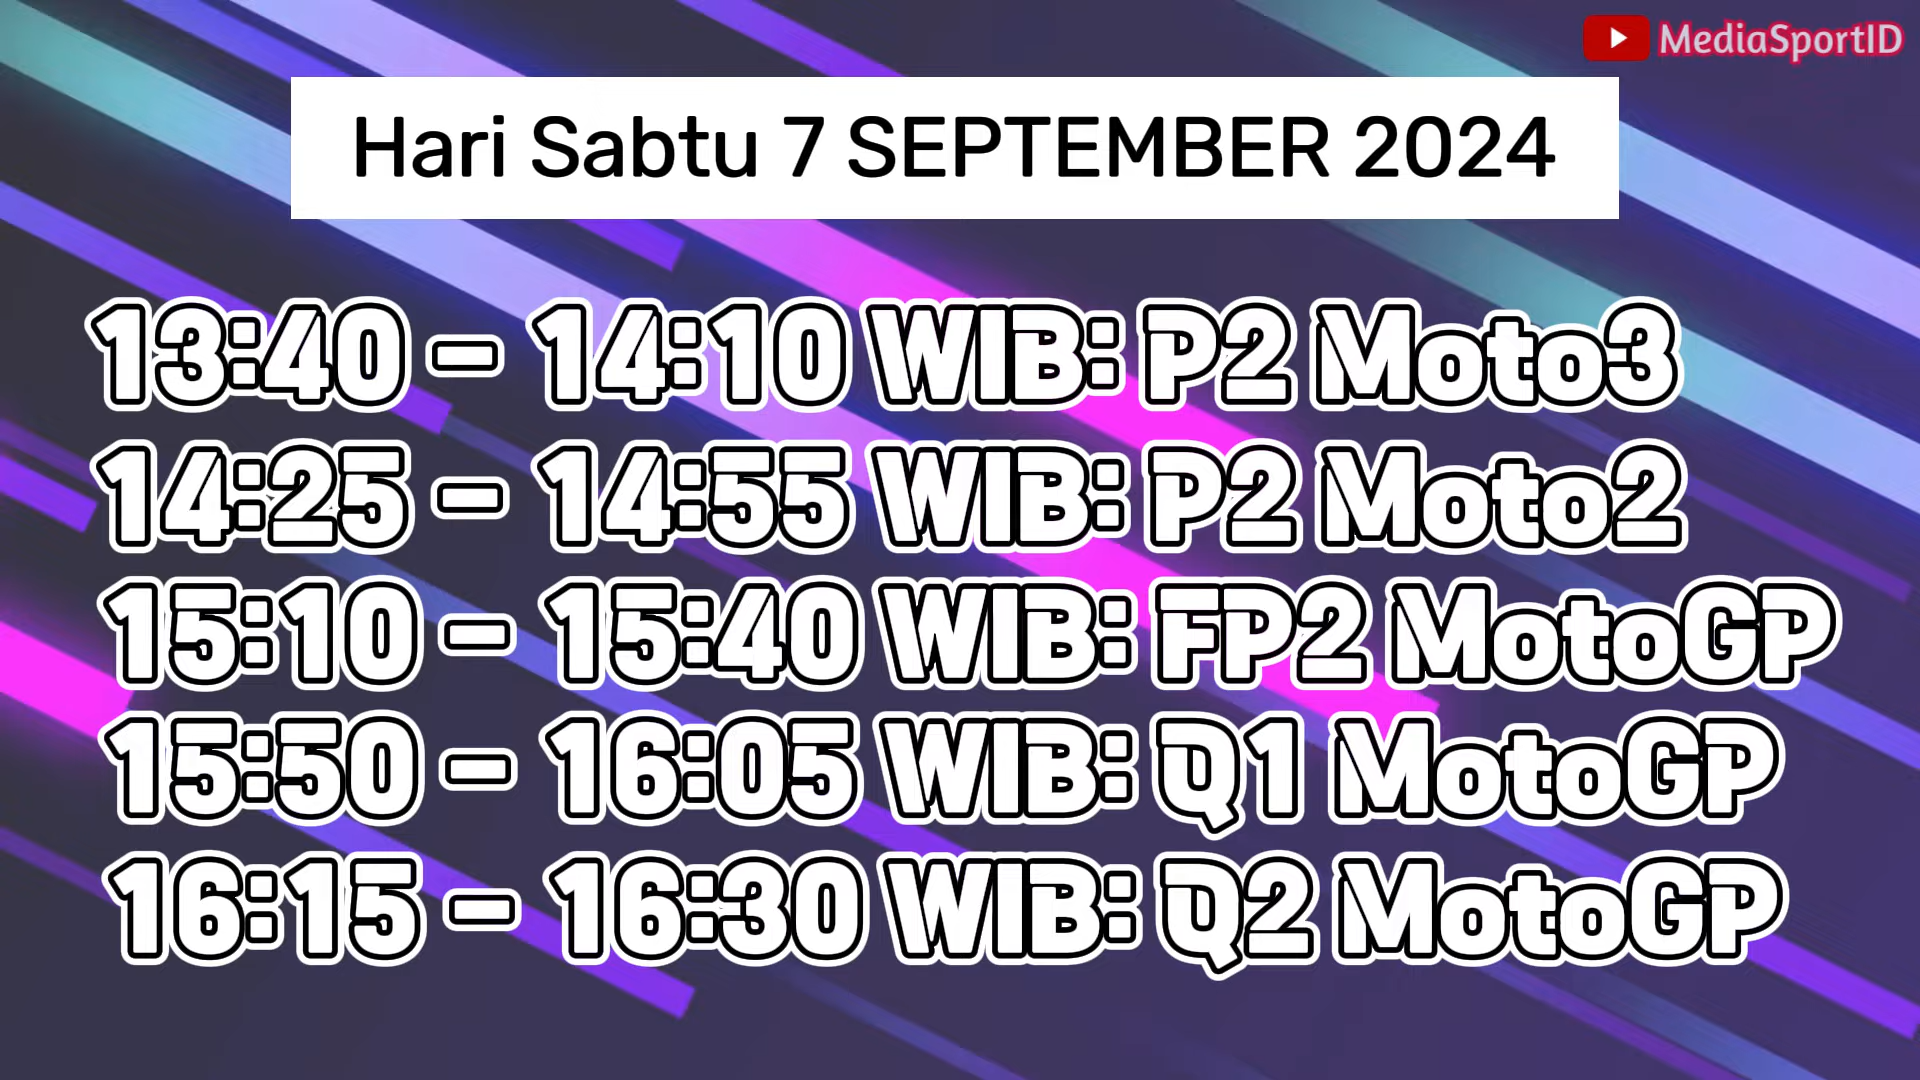 MediaSportID
Hari Sabtu 7 SEPTEMBER 2024
13:40 - 14:10 WIB: P2 Moto3
14:25 - 14:55 WIB: P2 Moto2
15:10 - 15:40 WIB: FP2 MotoGP
15:50 - 16:05 WIB: Q1 MotoGP
16:15 - 16:30 WIB: Q2 MotoGP